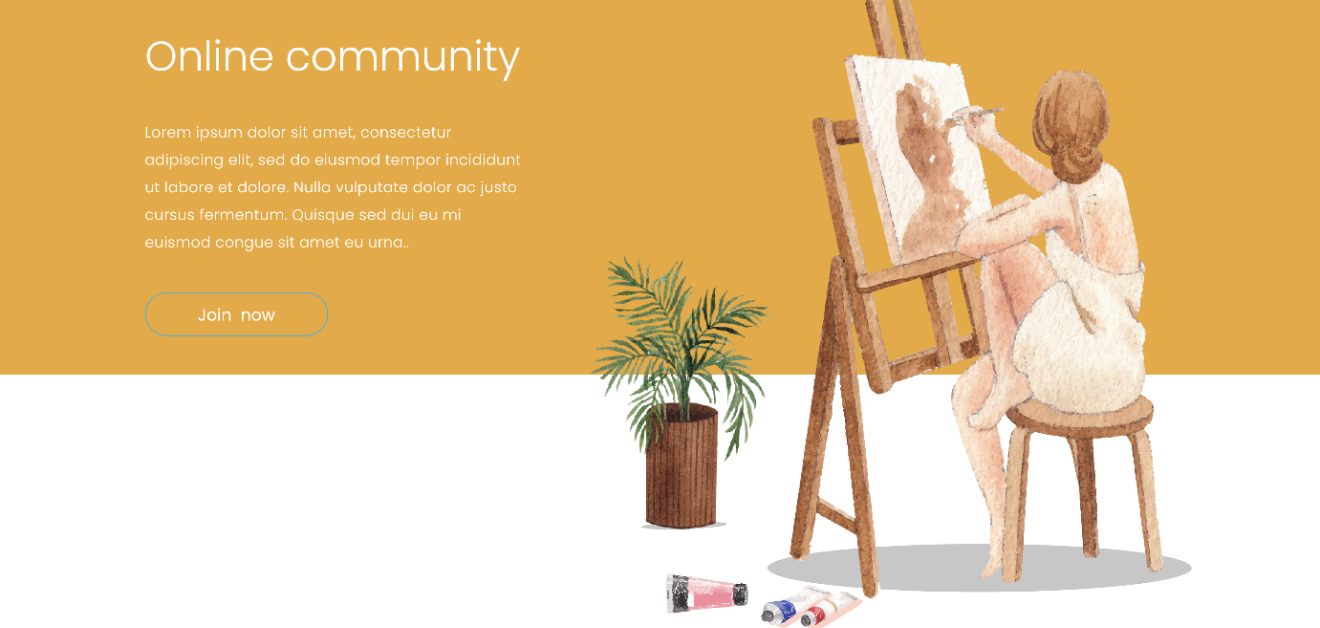 Online community
Lorem ipsum dolor sit amet, consectetur
adipiscing elit, sed do eiusmod tempor incididunt
ut labore et dolore. Nulla vulputate dolor ac justo
cursus fermentum. Quisque sed dui eu mi
euismod congue sit amet eu urna..
Join now